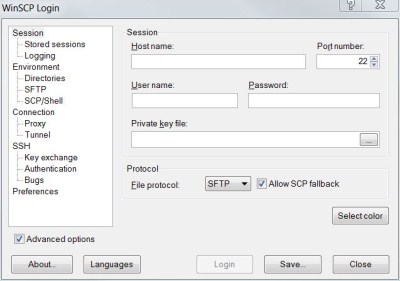 WinSCP Login
Session
Stored sessions
Logging
Environment
Directories
SFTP
SCP/Shell
Connection
Proxy
Tunnel
SSH
Key exchange
Authentication
Bugs
Preferences
Session
Host name: Port number:
22
User name: Password:
Private key file:
...
Protocol
File protocol: SFTP Allow SCP fallback
Select color
Advanced options
About... Languages Login Save... Close